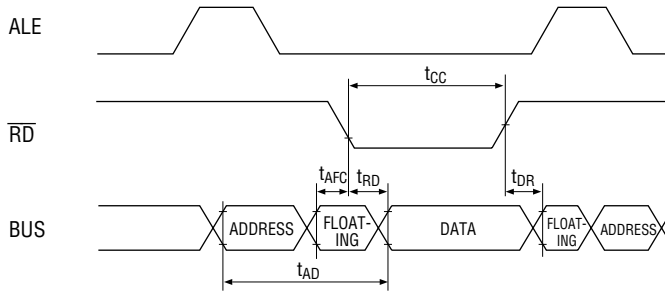 ALE
tCC
RD
tAFC tRD tDR
BUS
ADDRESS FLOAT-
ING DATA FLOAT-
ING ADDRESS
tAD